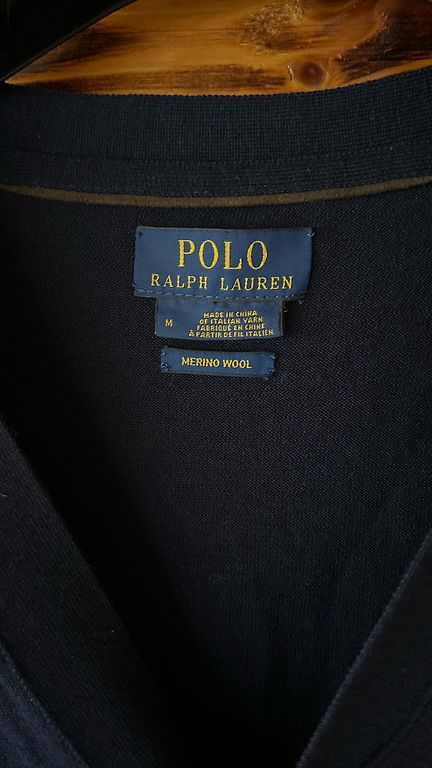 POLO
RALPH LAUREN
M
MADE IN CHINA
OF ITALIAN YARN
FABRIQUÉ EN CHINE
À PARTIR DE FIL ITALIEN
MERINO WOOL